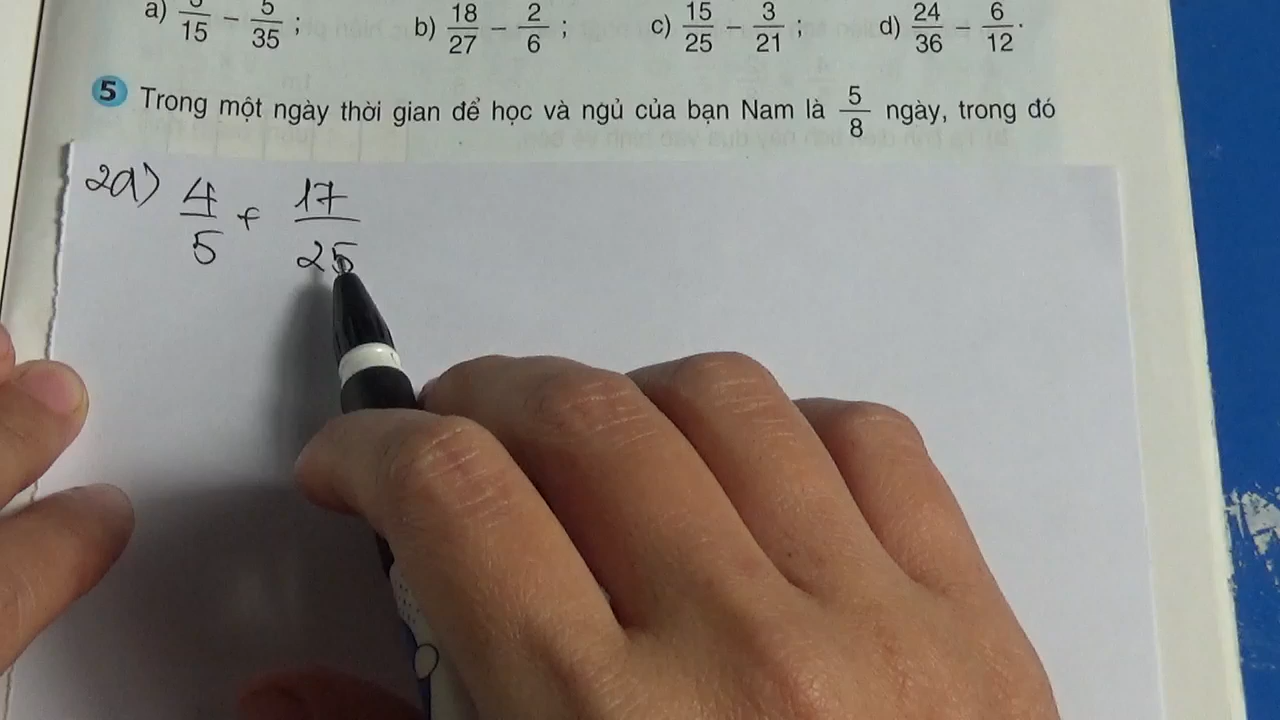 a) 5/15 − 5/35 ; b) 18/27 − 2/6 ; c) 15/25 − 3/21 ; d) 24/36 − 6/12 .
5 Trong một ngày thời gian để học và ngủ của bạn Nam là 5/8 ngày, trong đó
2a) 4/5 + 17/25